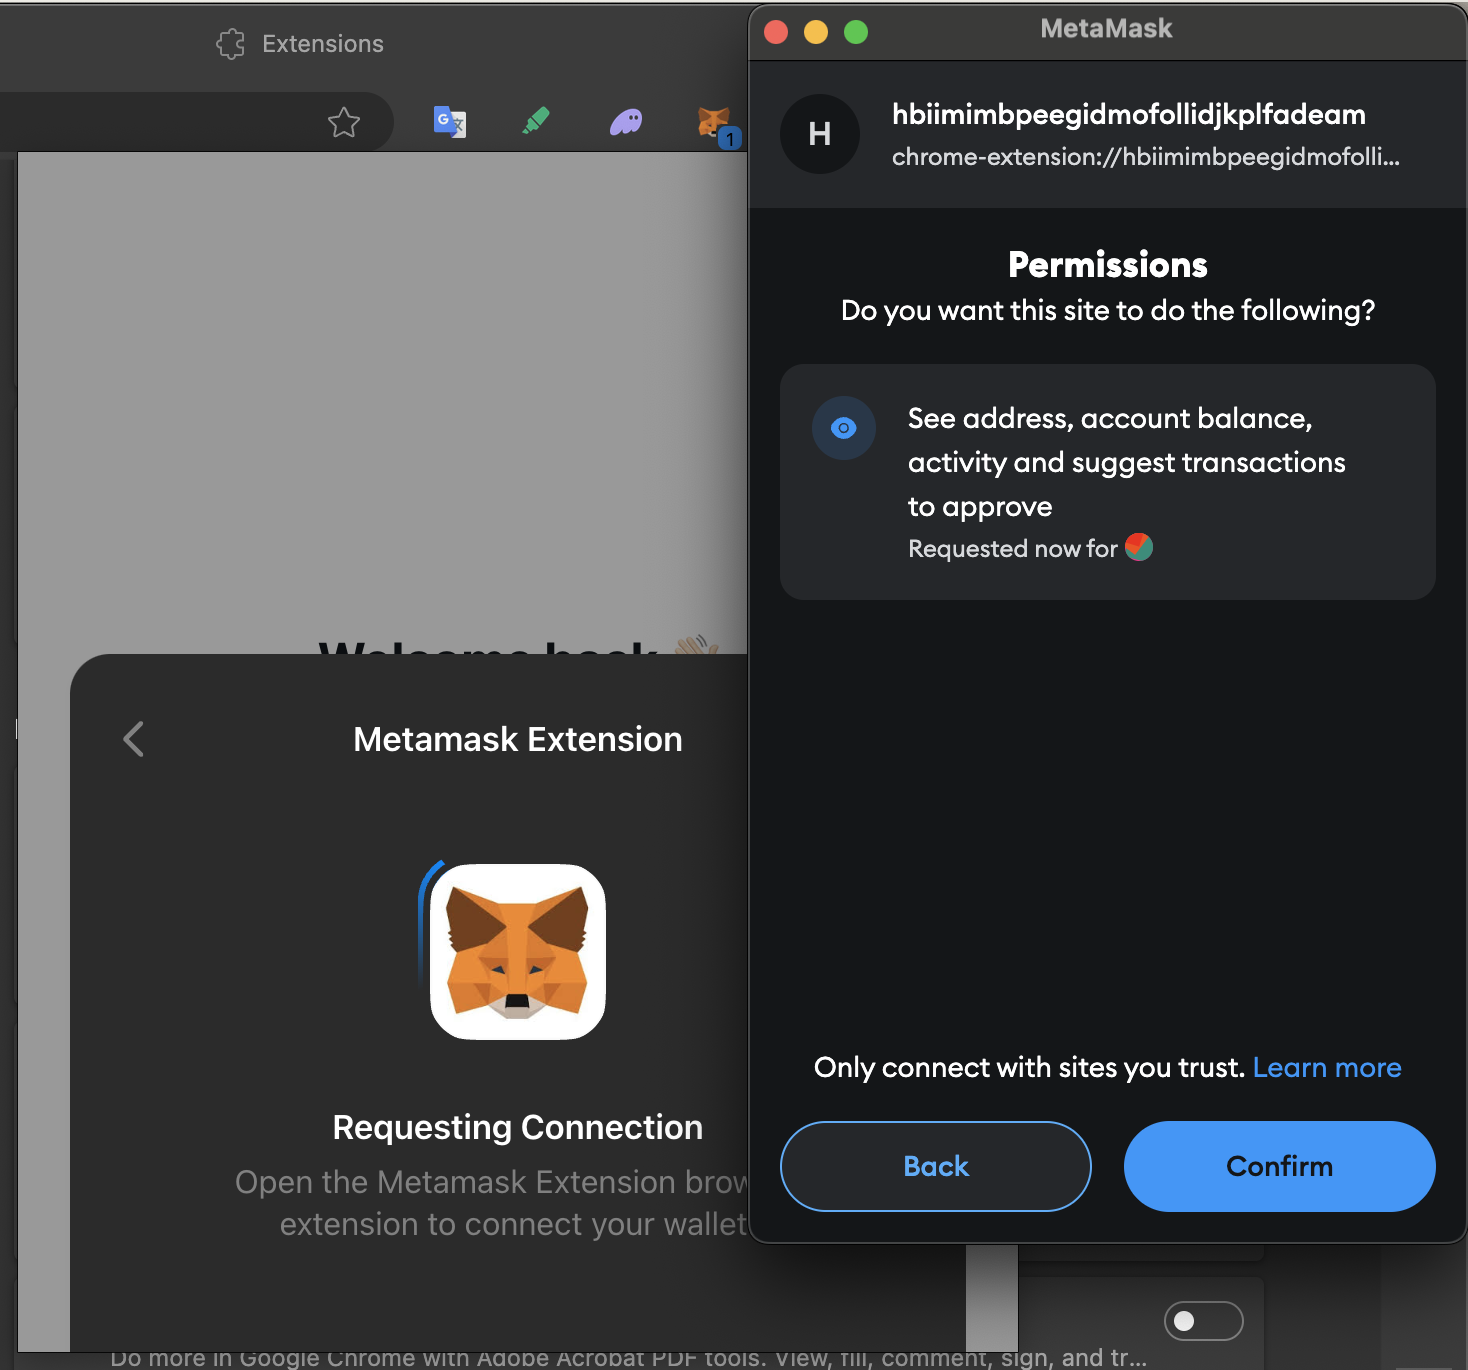 Extensions
G
1
MetaMask
H
hbiimimbpeegidmofollidjkplfadeam
chrome-extension://hbiimimbpeegidmofolli...
Permissions
Do you want this site to do the following?
See address, account balance,
activity and suggest transactions
to approve
Requested now for
Only connect with sites you trust. Learn more
Back
Confirm
Welcome back 👋🏼
Metamask Extension
Requesting Connection
Open the Metamask Extension brow
extension to connect your wallet
Do more in Google Chrome with Adobe Acrobat PDF tools. View, fill, comment, sign, and tr...